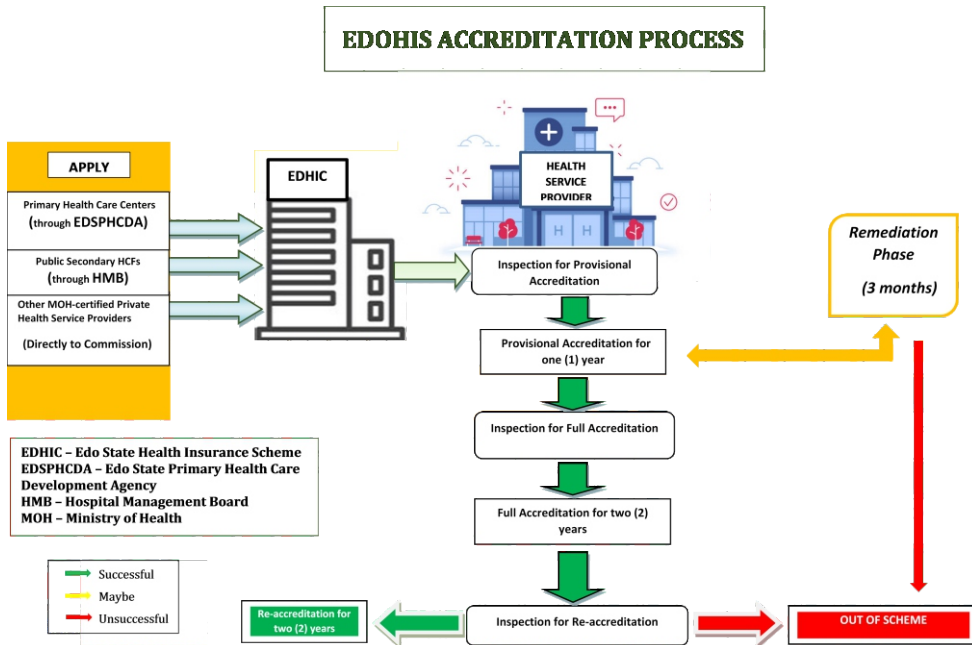 EDOHIS ACCREDITATION PROCESS
APPLY
Primary Health Care Centers
(through EDSPHCDA)
Public Secondary HCFs
(through HMB)
Other MOH-certified Private
Health Service Providers
(Directly to Commission)
EDHIC
HEALTH
SERVICE
PROVIDER
H
Inspection for Provisional
Accreditation
Provisional Accreditation for
one (1) year
Inspection for Full Accreditation
Full Accreditation for two (2)
years
Inspection for Re-accreditation
Re-accreditation for
two (2) years
Remediation
Phase
(3 months)
OUT OF SCHEME
EDHIC – Edo State Health Insurance Scheme
EDSPHCDA – Edo State Primary Health Care
Development Agency
HMB – Hospital Management Board
MOH – Ministry of Health
Successful
Maybe
Unsuccessful